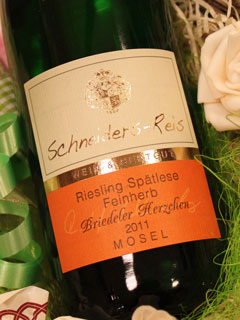 Schneiders-Reis
WEIN & SEKTGUT
Riesling Spätlese
Feinherb
Briedeler Herzchen
2011
MOSEL